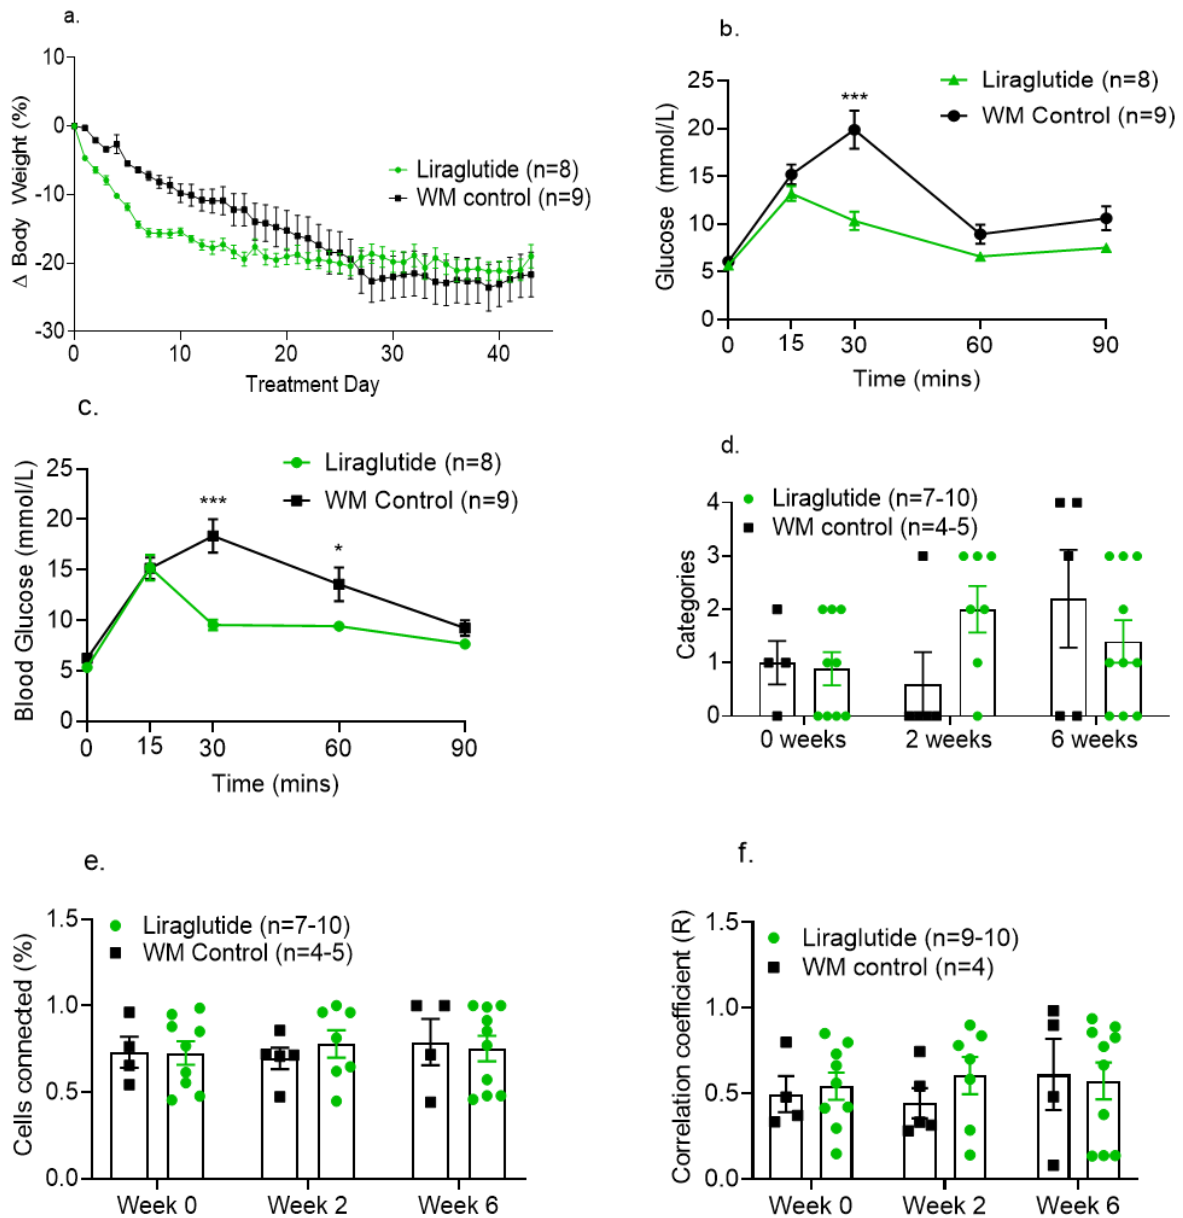 a.
10
0
-10
-20
-30
Δ Body Weight (%)
Liraglutide (n=8)
WM control (n=9)
0
10
20
30
40
Treatment Day
b.
25
20
15
10
5
0
Glucose (mmol/L)
***
Liraglutide (n=8)
WM Control (n=9)
0
15
30
60
90
Time (mins)
c.
25
20
15
10
5
0
Blood Glucose (mmol/L)
***
*
Liraglutide (n=8)
WM Control (n=9)
0
15
30
60
90
Time (mins)
d.
4
3
2
1
0
Categories
Liraglutide (n=7-10)
WM control (n=4-5)
0 weeks
2 weeks
6 weeks
e.
1.5
1.0
0.5
0.0
Cells connected (%)
Liraglutide (n=7-10)
WM Control (n=4-5)
Week 0
Week 2
Week 6
f.
1.5
1.0
0.5
0.0
Correlation coefficient (R)
Liraglutide (n=9-10)
WM control (n=4)
Week 0
Week 2
Week 6